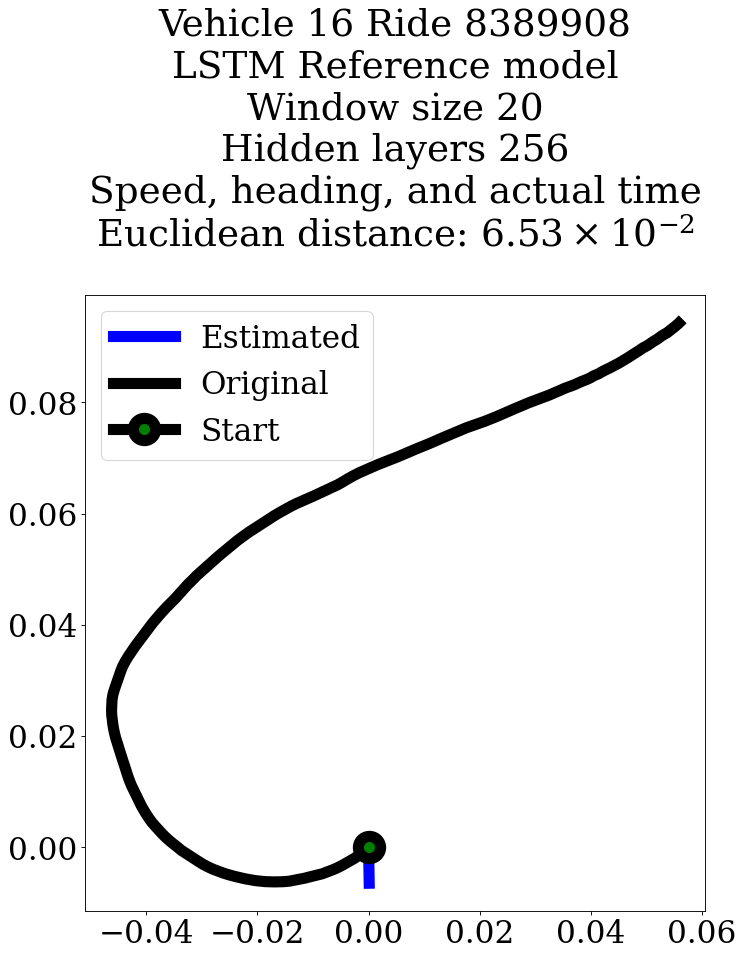 Vehicle 16 Ride 8389908
LSTM Reference model
Window size 20
Hidden layers 256
Speed, heading, and actual time
Euclidean distance: 6.53 × 10⁻²
Estimated
Original
Start
0.08
0.06
0.04
0.02
0.00
−0.04 −0.02 0.00 0.02 0.04 0.06